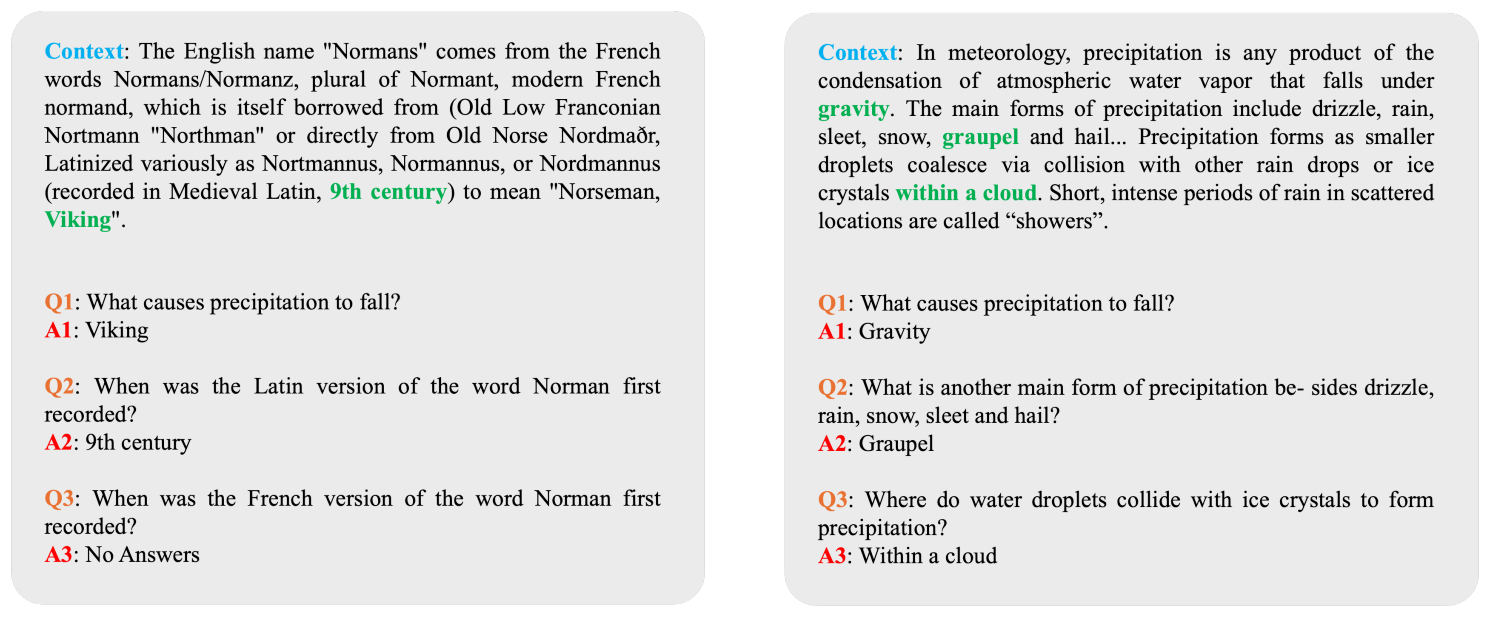 Context: The English name "Normans" comes from the French
words Normans/Normanz, plural of Normant, modern French
normand, which is itself borrowed from (Old Low Franconian
Nortmann "Northman" or directly from Old Norse Nordmaðr,
Latinized variously as Nortmannus, Normannus, or Nordmannus
(recorded in Medieval Latin, 9th century) to mean "Norseman,
Viking".
Q1: What causes precipitation to fall?
A1: Viking
Q2: When was the Latin version of the word Norman first
recorded?
A2: 9th century
Q3: When was the French version of the word Norman first
recorded?
A3: No Answers
Context: In meteorology, precipitation is any product of the
condensation of atmospheric water vapor that falls under
gravity. The main forms of precipitation include drizzle, rain,
sleet, snow, graupel and hail... Precipitation forms as smaller
droplets coalesce via collision with other rain drops or ice
crystals within a cloud. Short, intense periods of rain in scattered
locations are called “showers”.
Q1: What causes precipitation to fall?
A1: Gravity
Q2: What is another main form of precipitation be- sides drizzle,
rain, snow, sleet and hail?
A2: Graupel
Q3: Where do water droplets collide with ice crystals to form
precipitation?
A3: Within a cloud